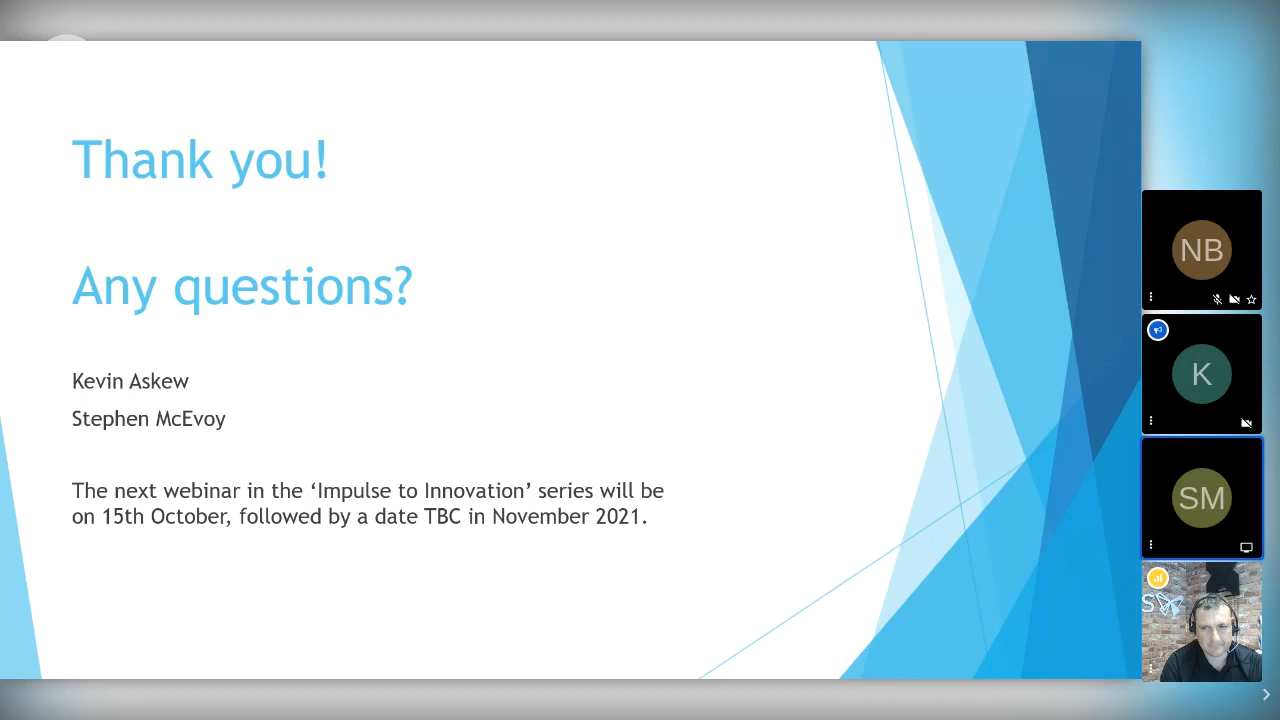 Thank you!
Any questions?
Kevin Askew
Stephen McEvoy
The next webinar in the ‘Impulse to Innovation’ series will be
on 15th October, followed by a date TBC in November 2021.
NB
K
SM
S